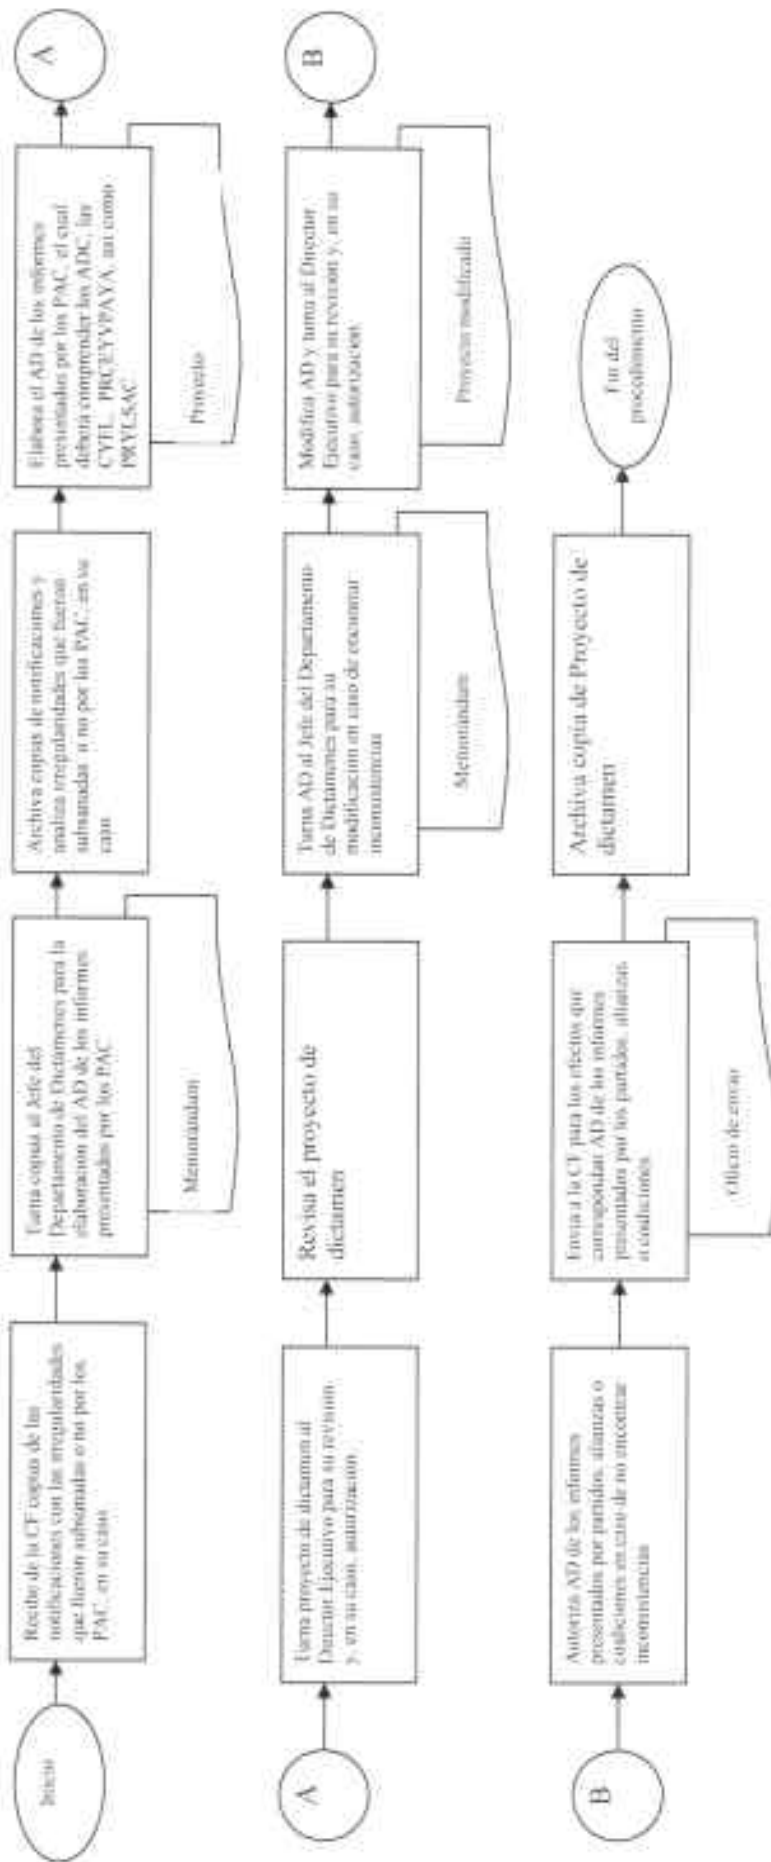 Inicio
Recibe de la CF copias de las
notificaciones con las irregularidades
que fueron subsanadas o no por los
PAC, en su caso
Turna copias al Jefe del
Departamento de Dictámenes para la
elaboración del AD de los informes
presentados por los PAC
Memorándum
Archiva copias de notificaciones y
analiza irregularidades que fueran
subsanadas o no por los PAC, en su
caso
Elabora el AD de los informes
presentados por los PAC, el cual
deberá comprender los ADC, las
CYFL, PRCEYVPAYA, así como
PRYLSAC
Proyecto
A
A
Turna proyecto de dictamen al
Director Ejecutivo para su revisión
y, en su caso, autorización
Revisa el proyecto de
dictamen
Turna AD al Jefe del Departamento
de Dictámenes para su
modificación en caso de encontrar
inconsistencias
Memorándum
Modifica AD y turna al Director
Ejecutivo para su revisión y, en su
caso, autorización
Proyecto modificado
B
B
Autoriza AD de los informes
presentados por partidos, alianzas o
coaliciones en caso de no encontrar
inconsistencias
Envía a la CF para los efectos que
correspondan AD de los informes
presentados por los partidos, alianzas
o coaliciones
Oficio de envío
Archiva copia de Proyecto de
dictamen
Fin del
procedimiento